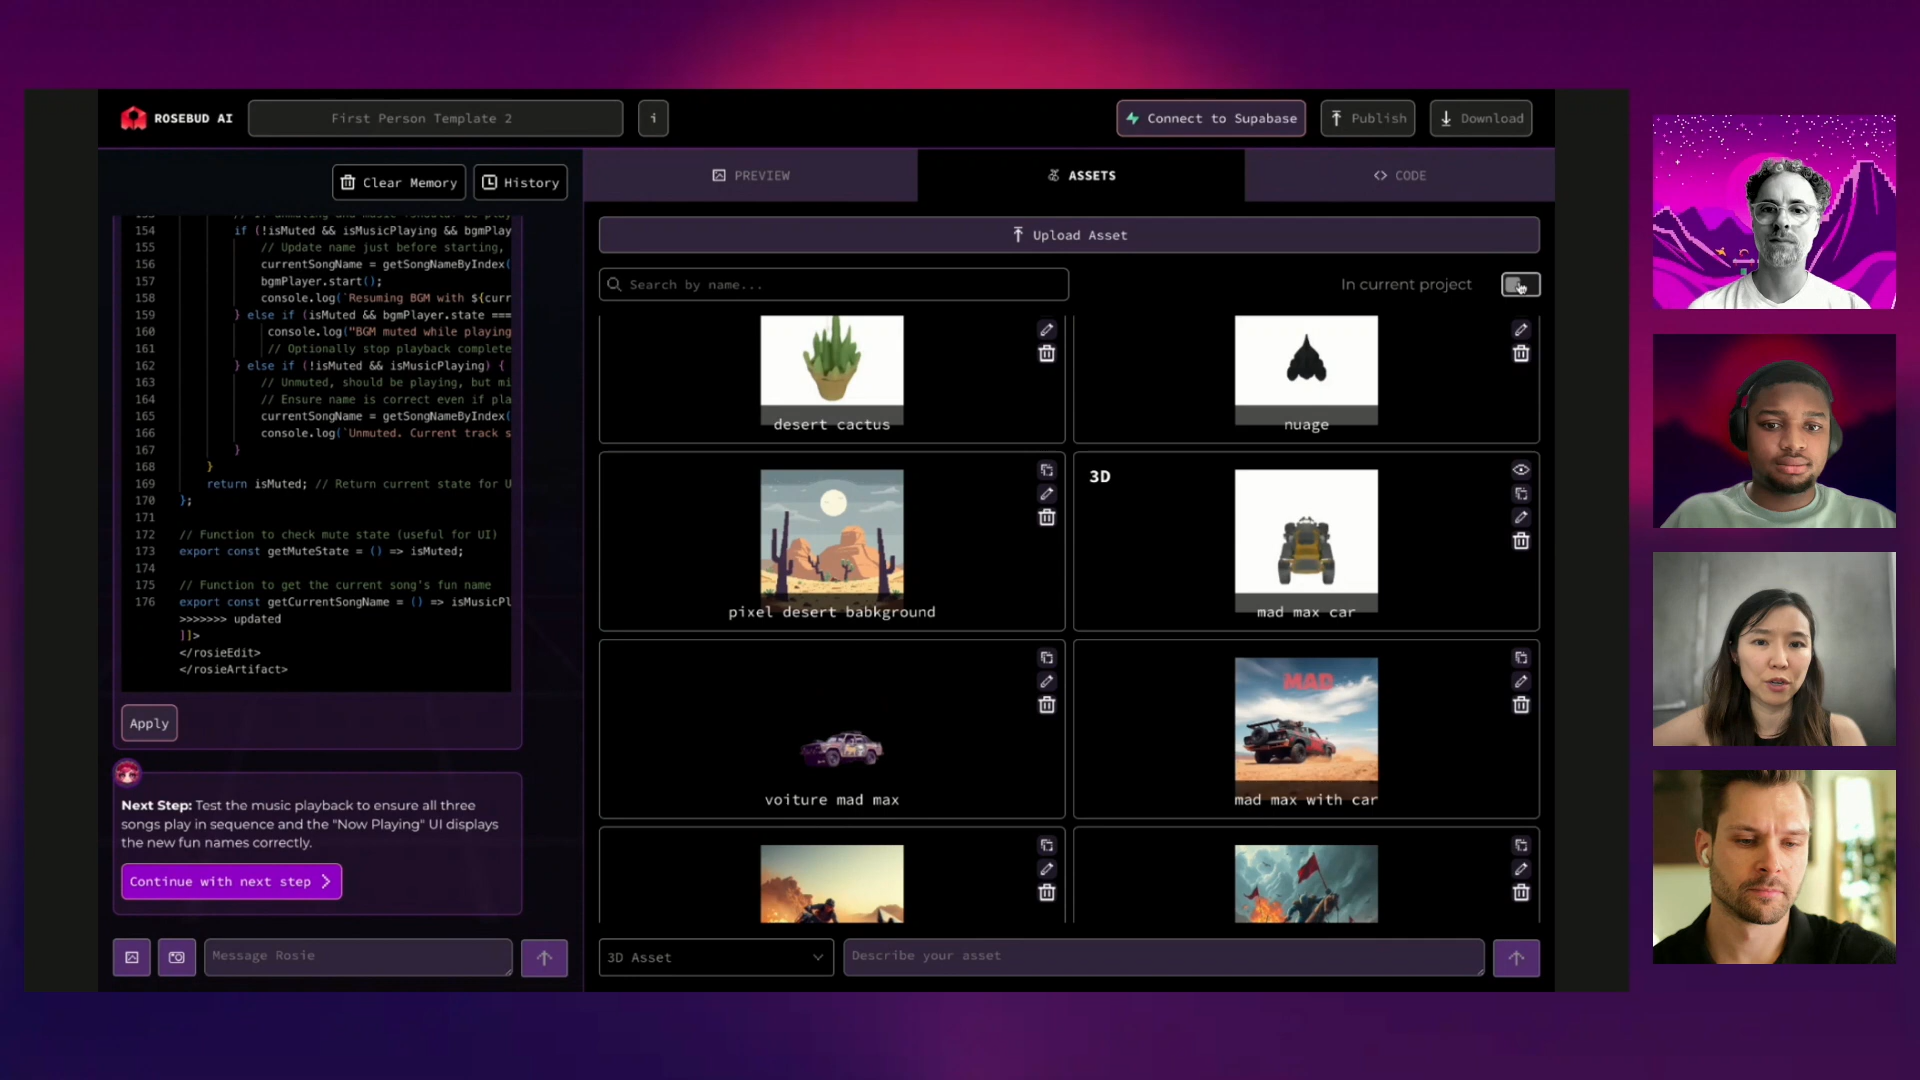 ROSEBUD AI
First Person Template 2
i
Connect to Supabase
Publish
Download
Clear Memory
History
PREVIEW
ASSETS
CODE
Upload Asset
Search by name...
In current project
154 if (!isMuted && isMusicPlaying && bgmPlay
155 // Update name just before starting,
156 currentSongName = getSongNameByIndex(
157 bgmPlayer.start();
158 console.log(`Resuming BGM with ${curr
159 } else if (isMuted && bgmPlayer.state ===
160 console.log("BGM muted while playing
161 // Optionally stop playback complete
162 } else if (!isMuted && isMusicPlaying) {
163 // Unmuted, should be playing, but mi
164 // Ensure name is correct even if pla
165 currentSongName = getSongNameByIndex(
166 console.log(`Unmuted. Current track s
167 }
168 }
169 return isMuted; // Return current state for U
170 };
171
172 // Function to check mute state (useful for UI)
173 export const getMuteState = () => isMuted;
174
175 // Function to get the current song's fun name
176 export const getCurrentSongName = () => isMusicPl
>>>>>>> updated
]]>
</rosieEdit>
</rosieArtifact>
Apply
Next Step: Test the music playback to ensure all three
songs play in sequence and the "Now Playing" UI displays
the new fun names correctly.
Continue with next step
Message Rosie
desert cactus
nuage
pixel desert babkground
3D
mad max car
voiture mad max
MAD
mad max with car
3D Asset
Describe your asset